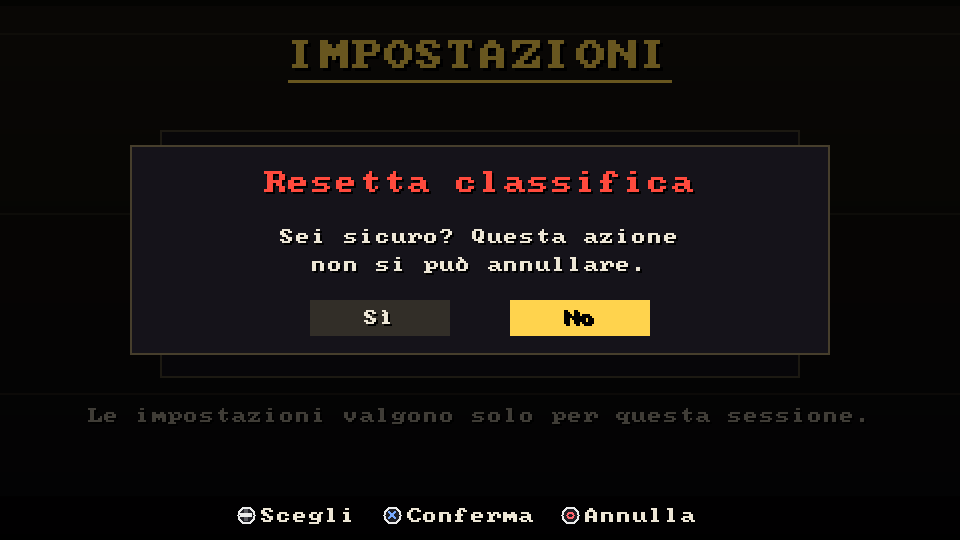 IMPOSTAZIONI
Resetta classifica
Sei sicuro? Questa azione
non si può annullare.
Sì No
Le impostazioni valgono solo per questa sessione.
Scegli Conferma Annulla